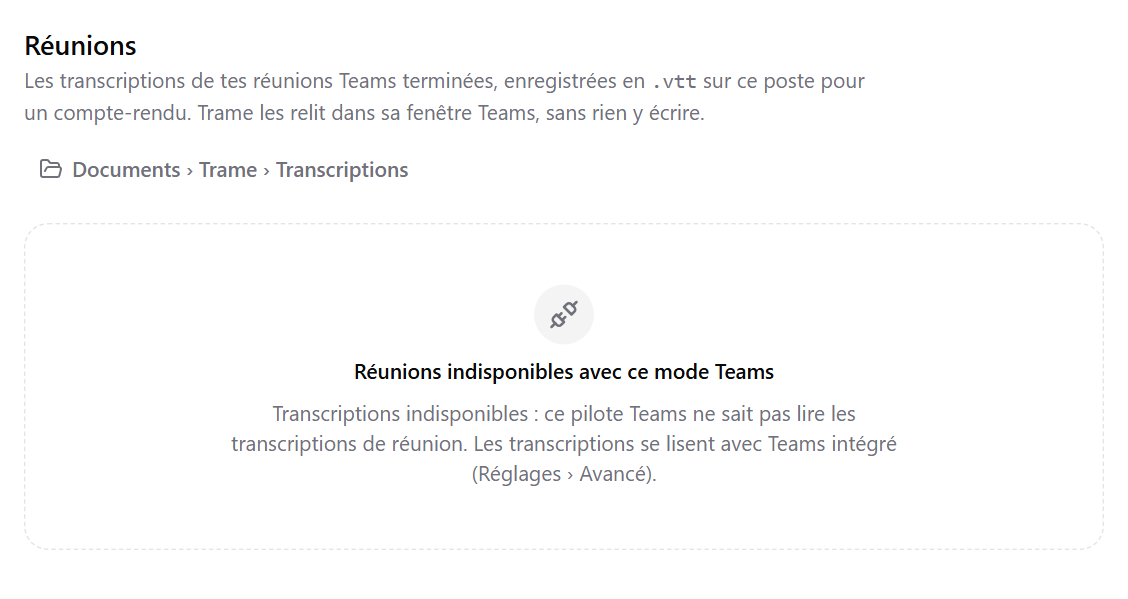 Réunions
Les transcriptions de tes réunions Teams terminées, enregistrées en .vtt sur ce poste pour
un compte-rendu. Trame les relit dans sa fenêtre Teams, sans rien y écrire.
Documents › Trame › Transcriptions
Réunions indisponibles avec ce mode Teams
Transcriptions indisponibles : ce pilote Teams ne sait pas lire les
transcriptions de réunion. Les transcriptions se lisent avec Teams intégré
(Réglages › Avancé).